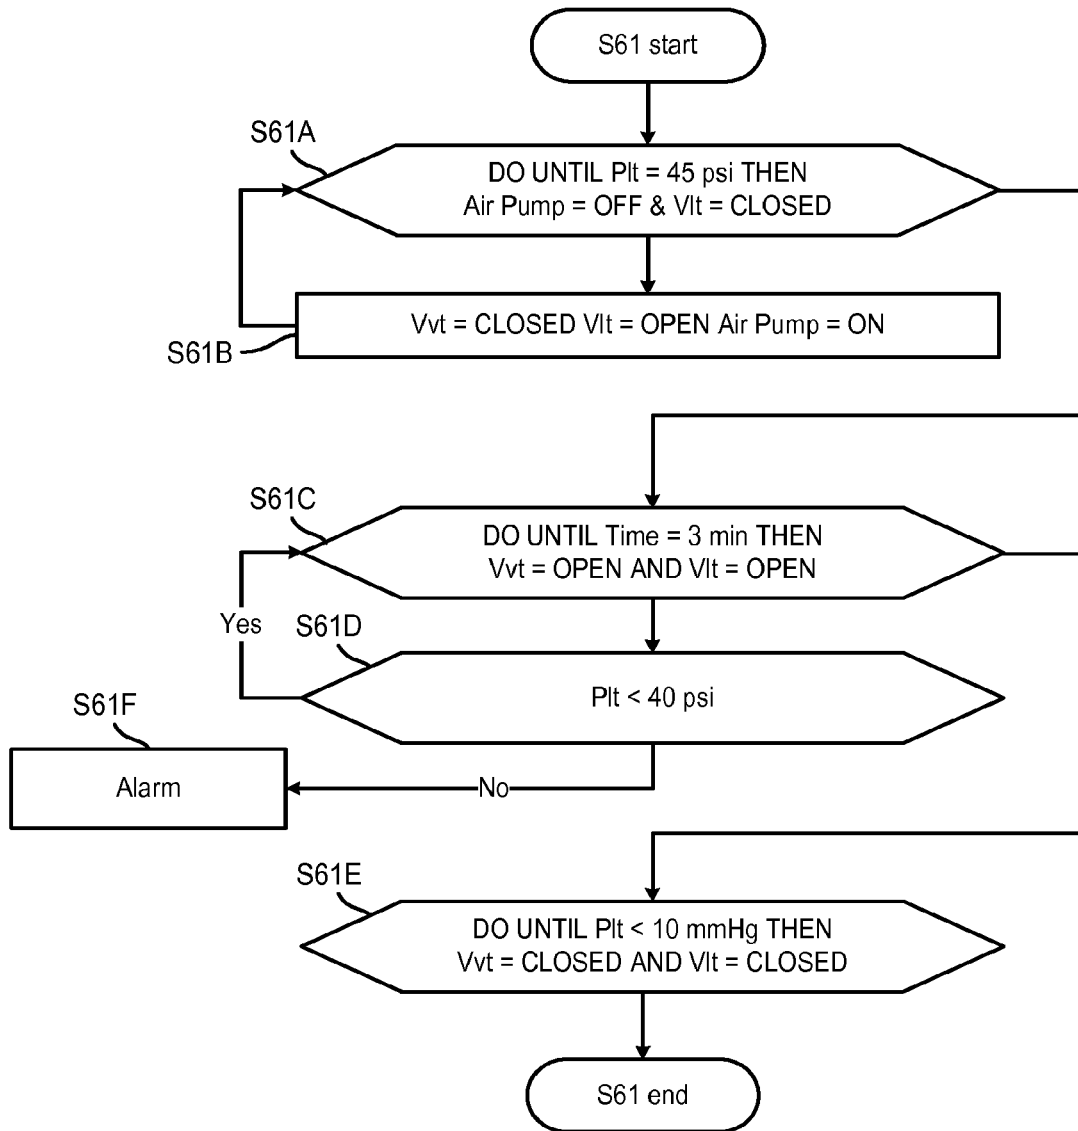 S61 start
S61A
DO UNTIL Plt = 45 psi THEN
Air Pump = OFF & Vlt = CLOSED
Vvt = CLOSED Vlt = OPEN Air Pump = ON
S61B
S61C
DO UNTIL Time = 3 min THEN
Vvt = OPEN AND Vlt = OPEN
Yes
S61D
Plt < 40 psi
S61F
Alarm
No
S61E
DO UNTIL Plt < 10 mmHg THEN
Vvt = CLOSED AND Vlt = CLOSED
S61 end